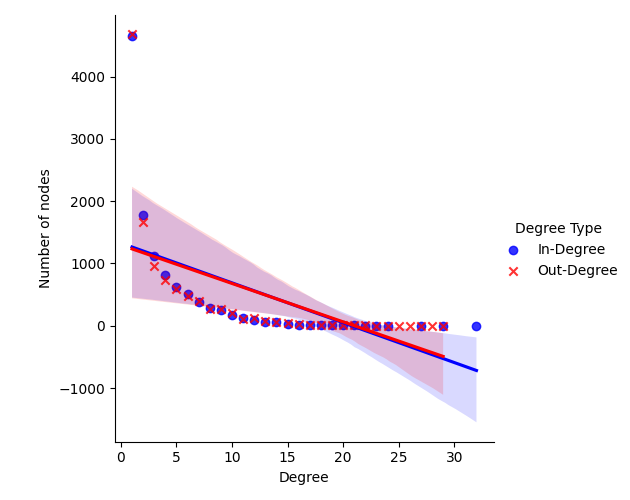 4000
3000
2000
1000
0
−1000
Number of nodes
0 5 10 15 20 25 30
Degree
Degree Type
In-Degree
Out-Degree